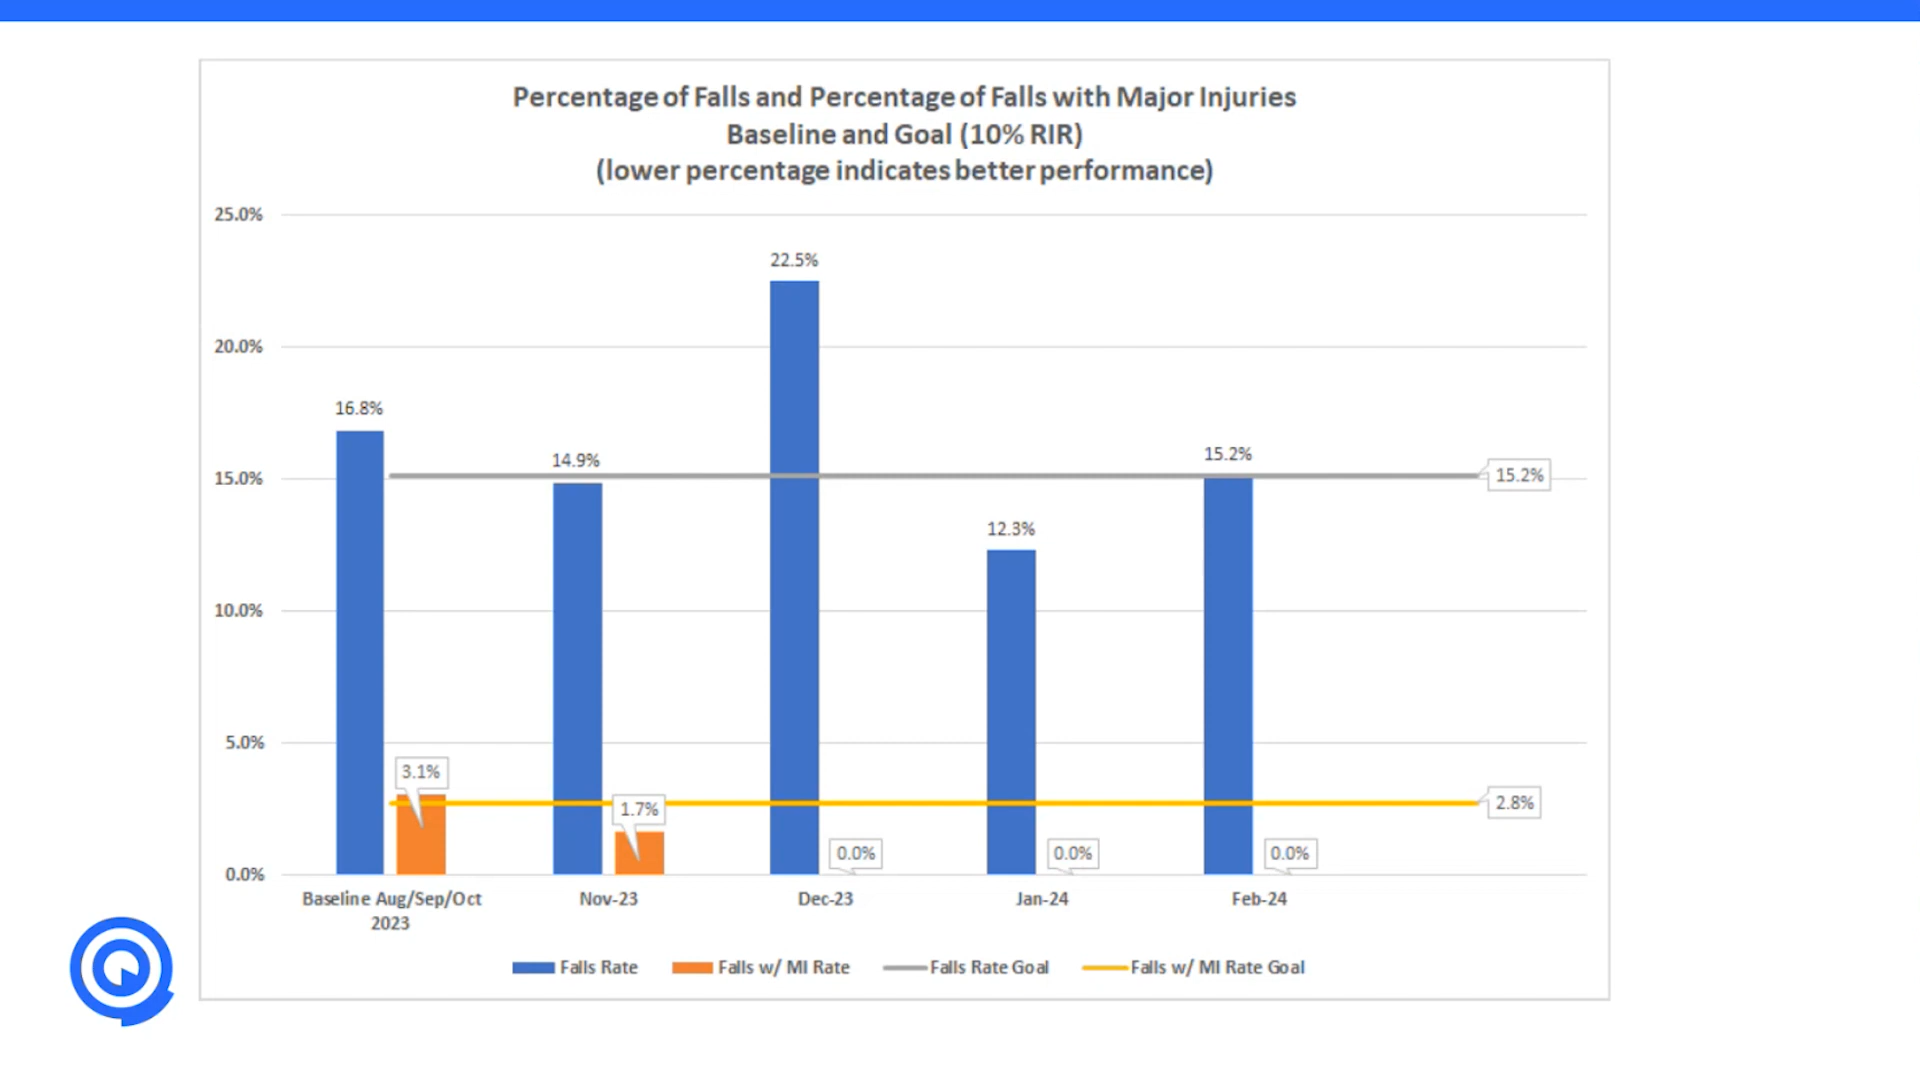 Percentage of Falls and Percentage of Falls with Major Injuries
Baseline and Goal (10% RIR)
(lower percentage indicates better performance)
25.0%
22.5%
20.0%
16.8%
14.9%
15.2%
15.0%
15.2%
12.3%
10.0%
5.0%
3.1%
1.7%
2.8%
0.0%
0.0%
0.0%
0.0%
Baseline Aug/Sep/Oct
2023
Nov-23
Dec-23
Jan-24
Feb-24
Falls Rate
Falls w/ MI Rate
Falls Rate Goal
Falls w/ MI Rate Goal